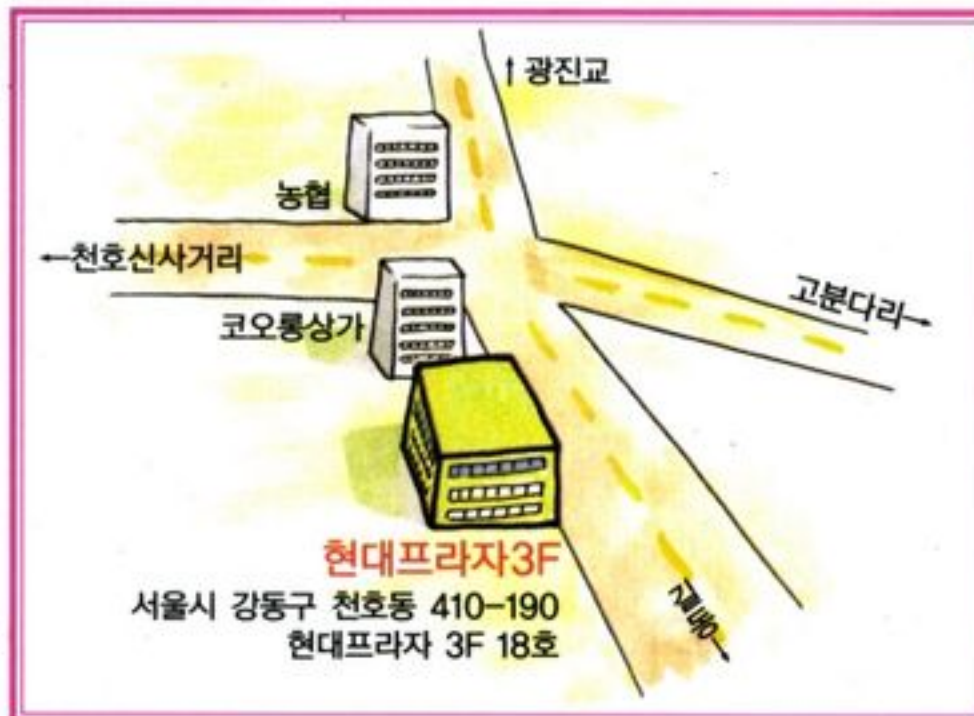 ↑광진교
농협
←천호신사거리
고분다리→
코오롱상가
현대프라자3F
서울시 강동구 천호동 410-190
현대프라자 3F 18호
길동→